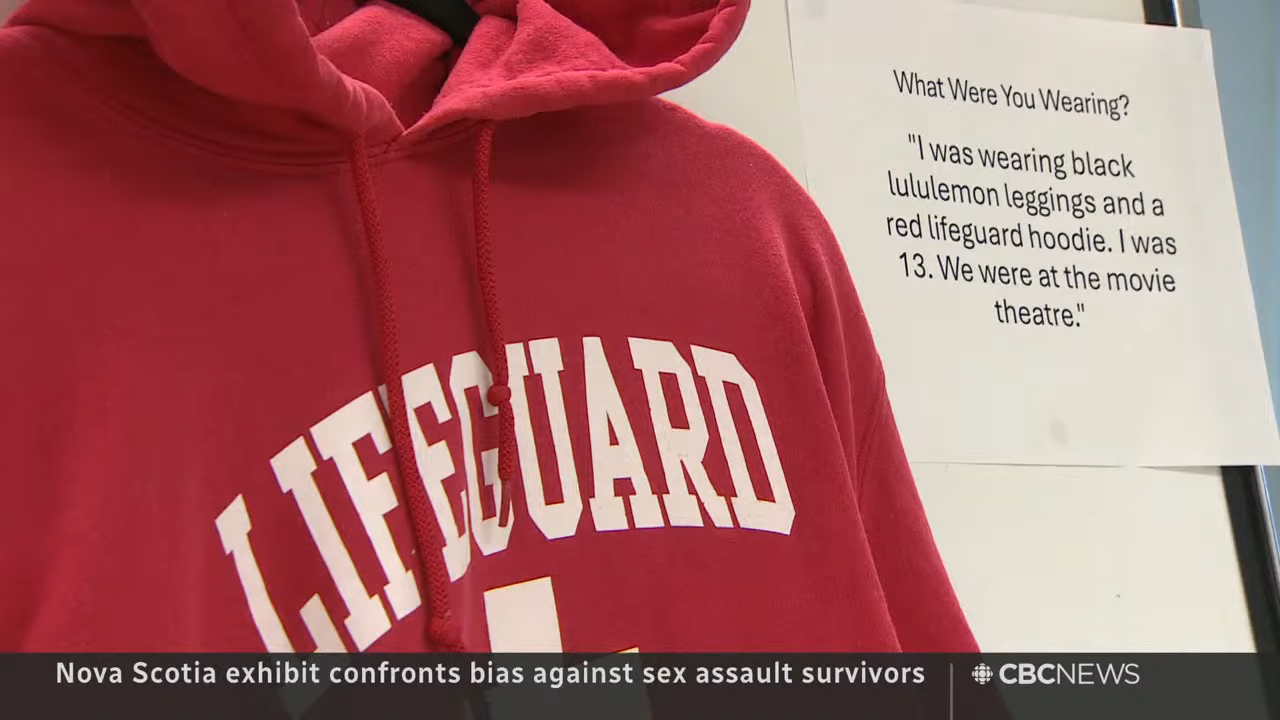 What Were You Wearing?
"I was wearing black
lululemon leggings and a
red lifeguard hoodie. I was
13. We were at the movie
theatre."
LIFEGUARD
Nova Scotia exhibit confronts bias against sex assault survivors
CBCNEWS